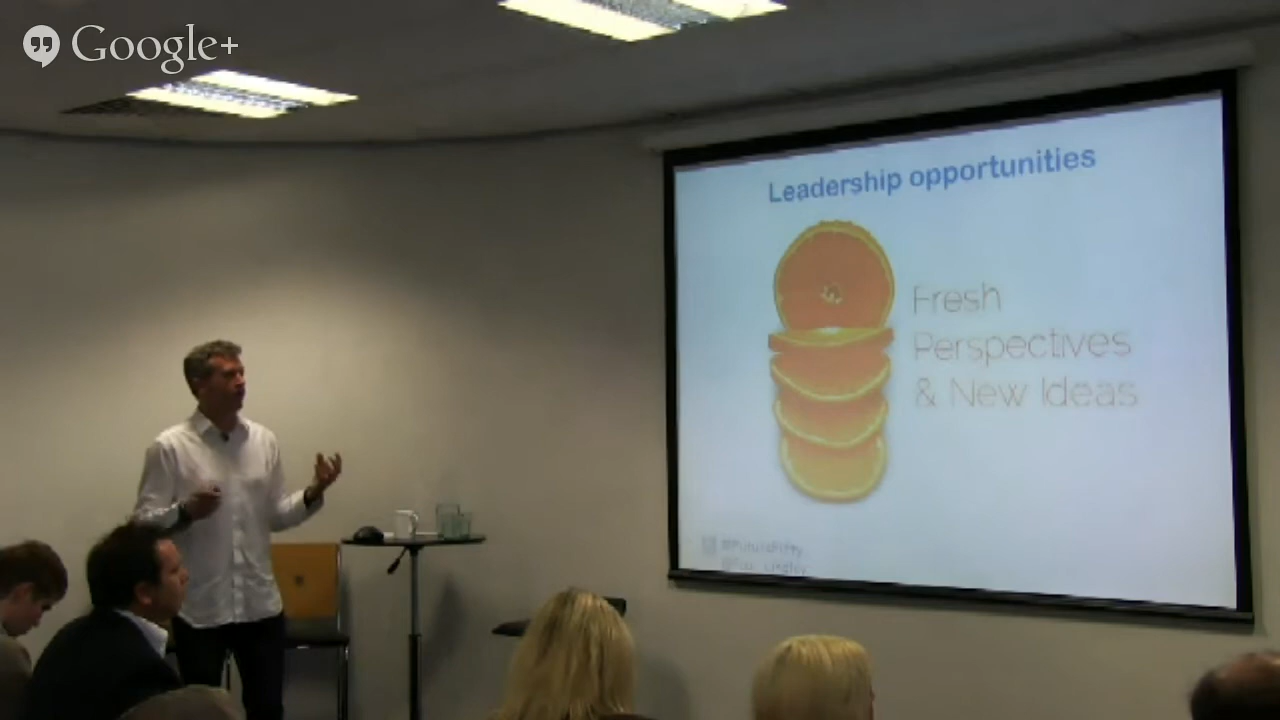 Google+
Leadership opportunities
Fresh
Perspectives
& New Ideas